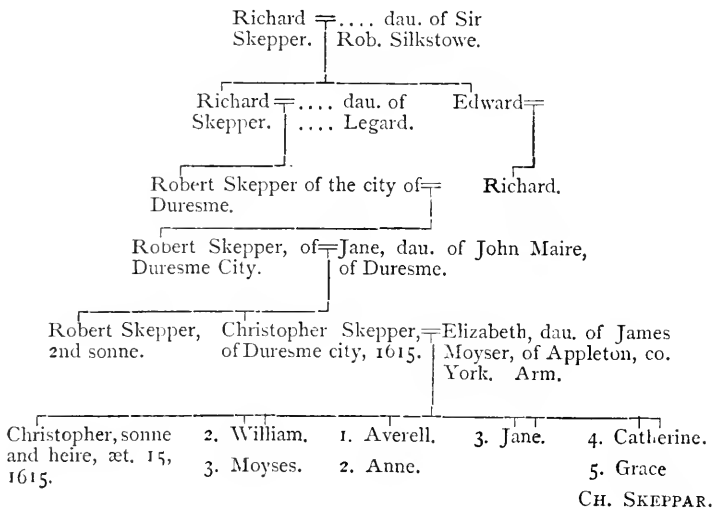 Richard = .... dau. of Sir
Skepper. Rob. Silkstowe.
Richard = .... dau. of Edward =
Skepper. .... Legard.
Robert Skepper of the city of = Richard.
Duresme.
Robert Skepper, of = Jane, dau. of John Maire,
Duresme City. of Duresme.
Robert Skepper, Christopher Skepper, = Elizabeth, dau. of James
2nd sonne. of Duresme city, 1615. Moyser, of Appleton, co.
York. Arm.
Christopher, sonne 2. William. 1. Averell. 3. Jane. 4. Catherine.
and heire, æt. 15, 3. Moyses. 2. Anne. 5. Grace
1615.
CH. SKEPPAR.